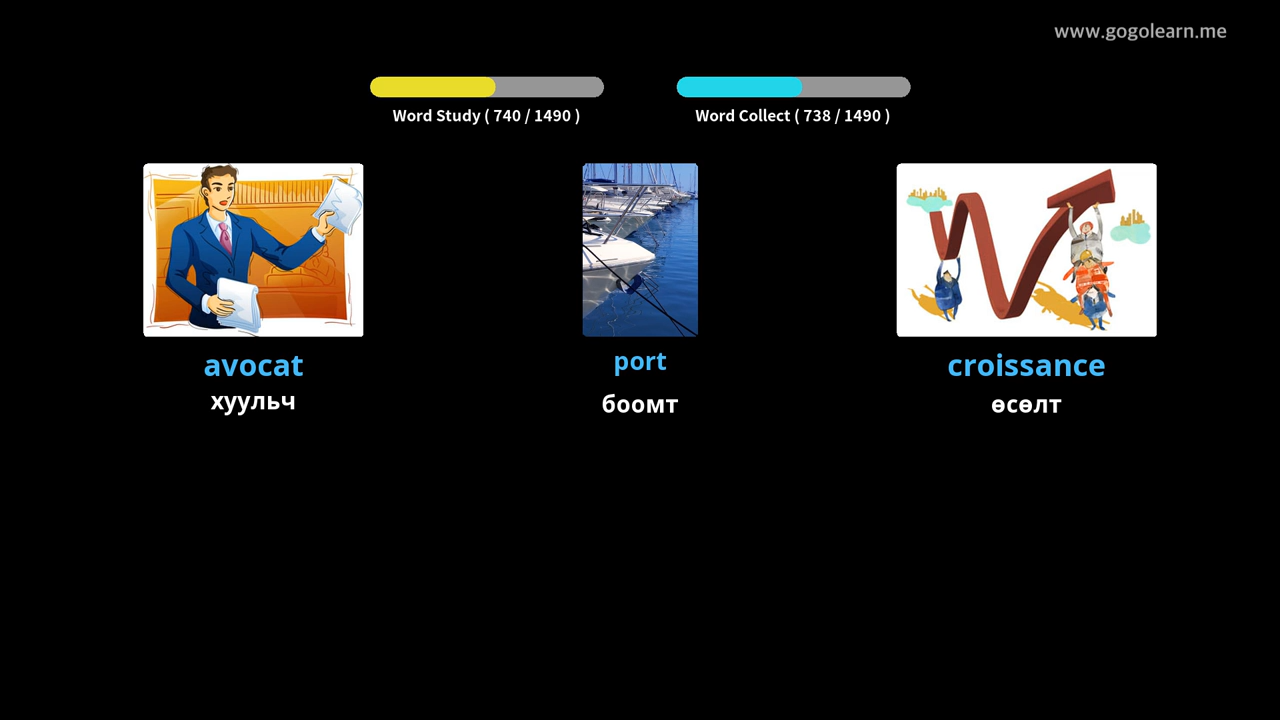 www.gogolearn.me
Word Study ( 740 / 1490 )
Word Collect ( 738 / 1490 )
avocat
хуульч
port
боомт
croissance
өсөлт